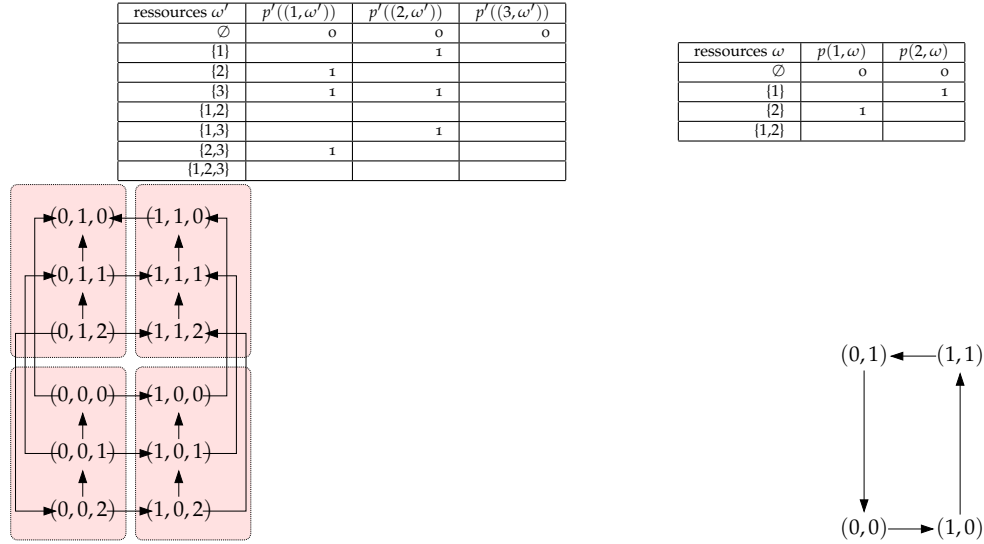 ressources ω′ p′((1, ω′)) p′((2, ω′)) p′((3, ω′))
∅ 0 0 0
{1} 1
{2} 1
{3} 1 1
{1,2}
{1,3} 1
{2,3} 1
{1,2,3}
ressources ω p(1, ω) p(2, ω)
∅ 0 0
{1} 1
{2} 1
{1,2}
(0, 1, 0) (1, 1, 0)
(0, 1, 1) (1, 1, 1)
(0, 1, 2) (1, 1, 2)
(0, 0, 0) (1, 0, 0)
(0, 0, 1) (1, 0, 1)
(0, 0, 2) (1, 0, 2)
(0, 1) (1, 1)
(0, 0) (1, 0)